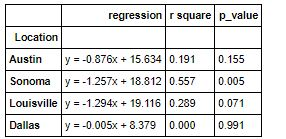 regression r square p_value
Location
Austin y = -0.876x + 15.634 0.191 0.155
Sonoma y = -1.257x + 18.812 0.557 0.005
Louisville y = -1.294x + 19.116 0.289 0.071
Dallas y = -0.005x + 8.379 0.000 0.991